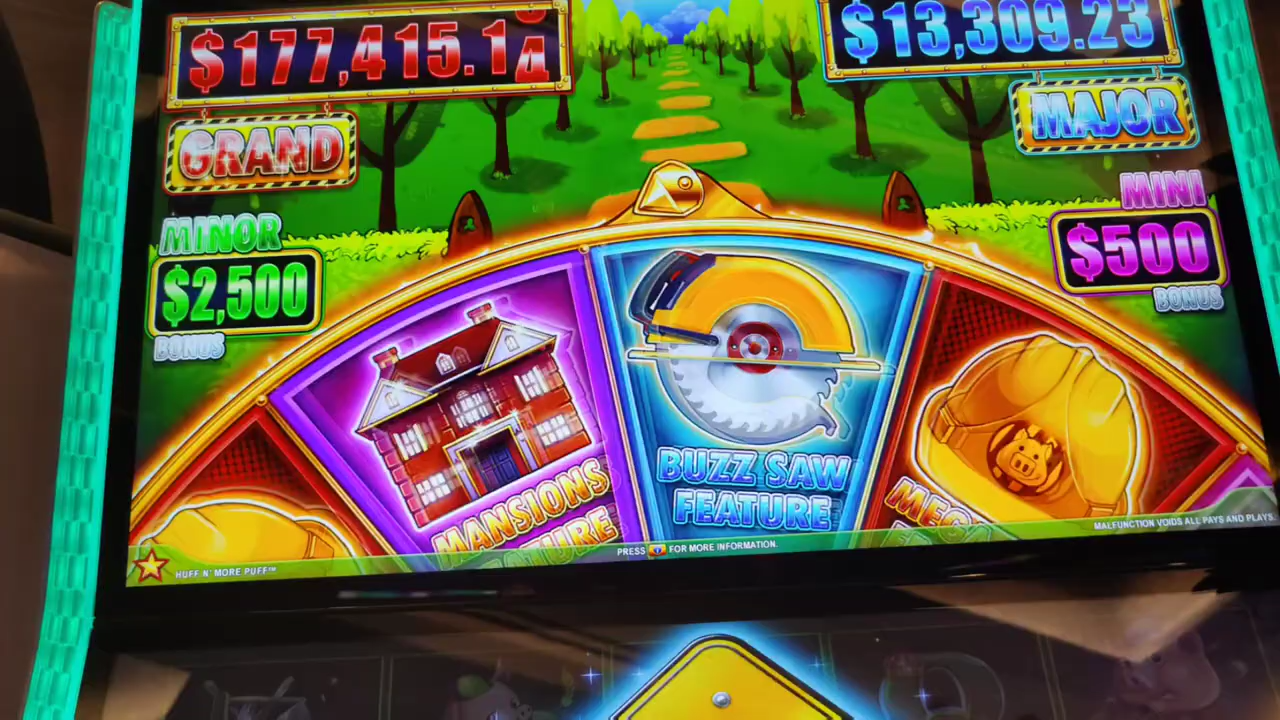 $177,415.1
$13,309.23
GRAND
MAJOR
MINI
$500
BONUS
MINOR
$2,500
BONUS
MANSIONS
BUZZ SAW
FEATURE
HUFF N' MORE PUFF™
PRESS FOR MORE INFORMATION.
MALFUNCTION VOIDS ALL PAYS AND PLAYS.